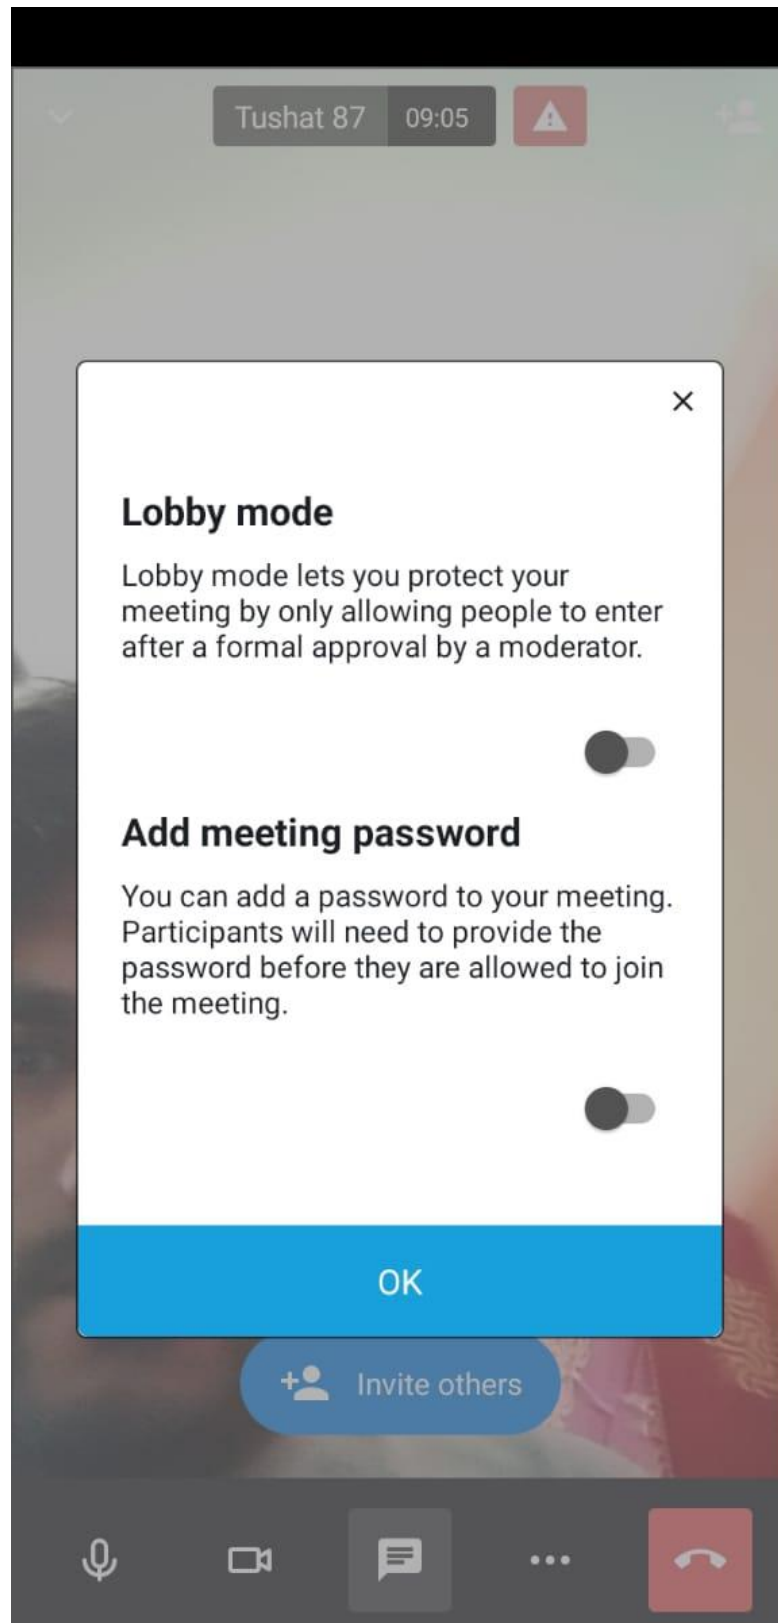 Tushat 87 09:05
Lobby mode
Lobby mode lets you protect your
meeting by only allowing people to enter
after a formal approval by a moderator.
Add meeting password
You can add a password to your meeting.
Participants will need to provide the
password before they are allowed to join
the meeting.
OK
Invite others